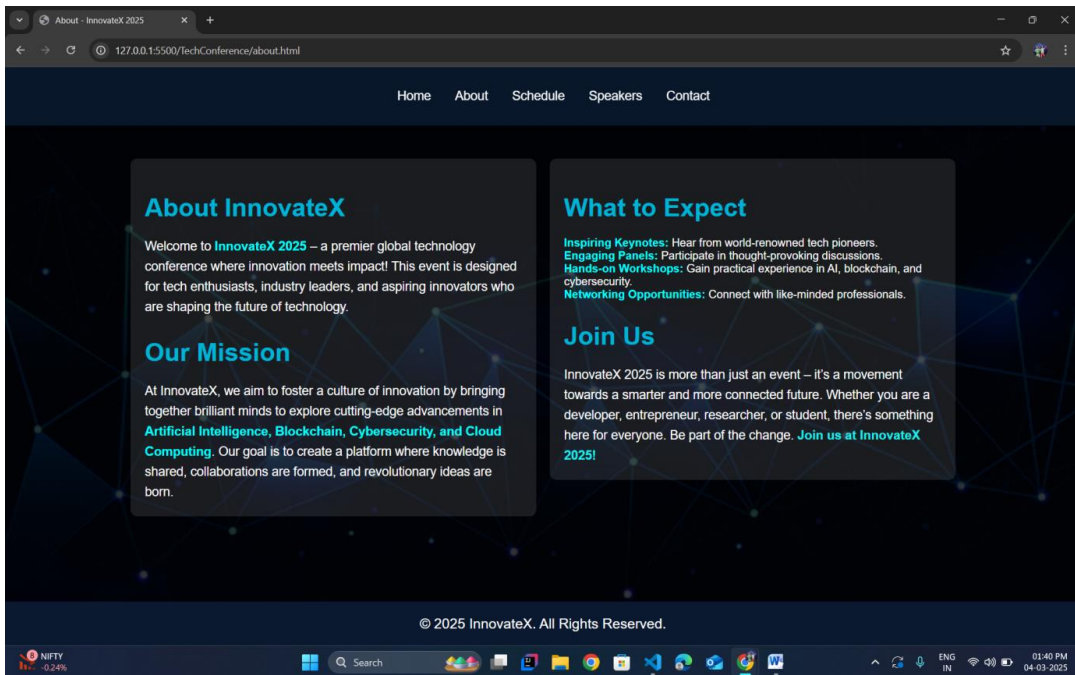 About - InnovateX 2025
127.0.0.1:5500/TechConference/about.html
Home About Schedule Speakers Contact
About InnovateX
Welcome to InnovateX 2025 – a premier global technology
conference where innovation meets impact! This event is designed
for tech enthusiasts, industry leaders, and aspiring innovators who
are shaping the future of technology.
Our Mission
At InnovateX, we aim to foster a culture of innovation by bringing
together brilliant minds to explore cutting-edge advancements in
Artificial Intelligence, Blockchain, Cybersecurity, and Cloud
Computing. Our goal is to create a platform where knowledge is
shared, collaborations are formed, and revolutionary ideas are
born.
What to Expect
Inspiring Keynotes: Hear from world-renowned tech pioneers.
Engaging Panels: Participate in thought-provoking discussions.
Hands-on Workshops: Gain practical experience in AI, blockchain, and
cybersecurity.
Networking Opportunities: Connect with like-minded professionals.
Join Us
InnovateX 2025 is more than just an event – it's a movement
towards a smarter and more connected future. Whether you are a
developer, entrepreneur, researcher, or student, there's something
here for everyone. Be part of the change. Join us at InnovateX
2025!
© 2025 InnovateX. All Rights Reserved.
8 NIFTY
-0.24%
Search
ENG
IN
01:40 PM
04-03-2025